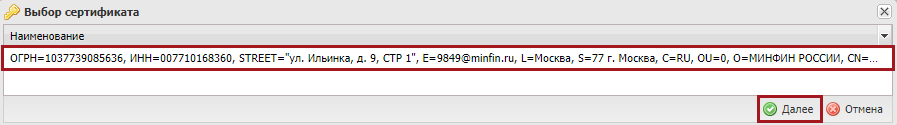 Выбор сертификата
Наименование
ОГРН=1037739085636, ИНН=007710168360, STREET="ул. Ильинка, д. 9, СТР 1", E=9849@minfin.ru, L=Москва, S=77 г. Москва, C=RU, OU=0, O=МИНФИН РОССИИ, CN=...
Далее Отмена